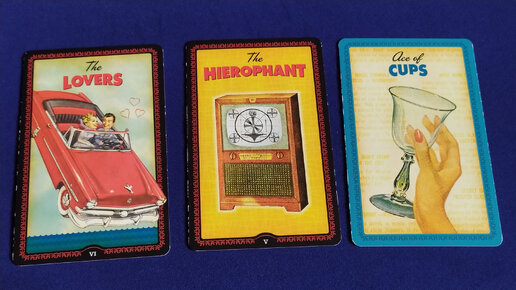 The
LOVERS
VI
The
HIEROPHANT
V
Ace of
CUPS